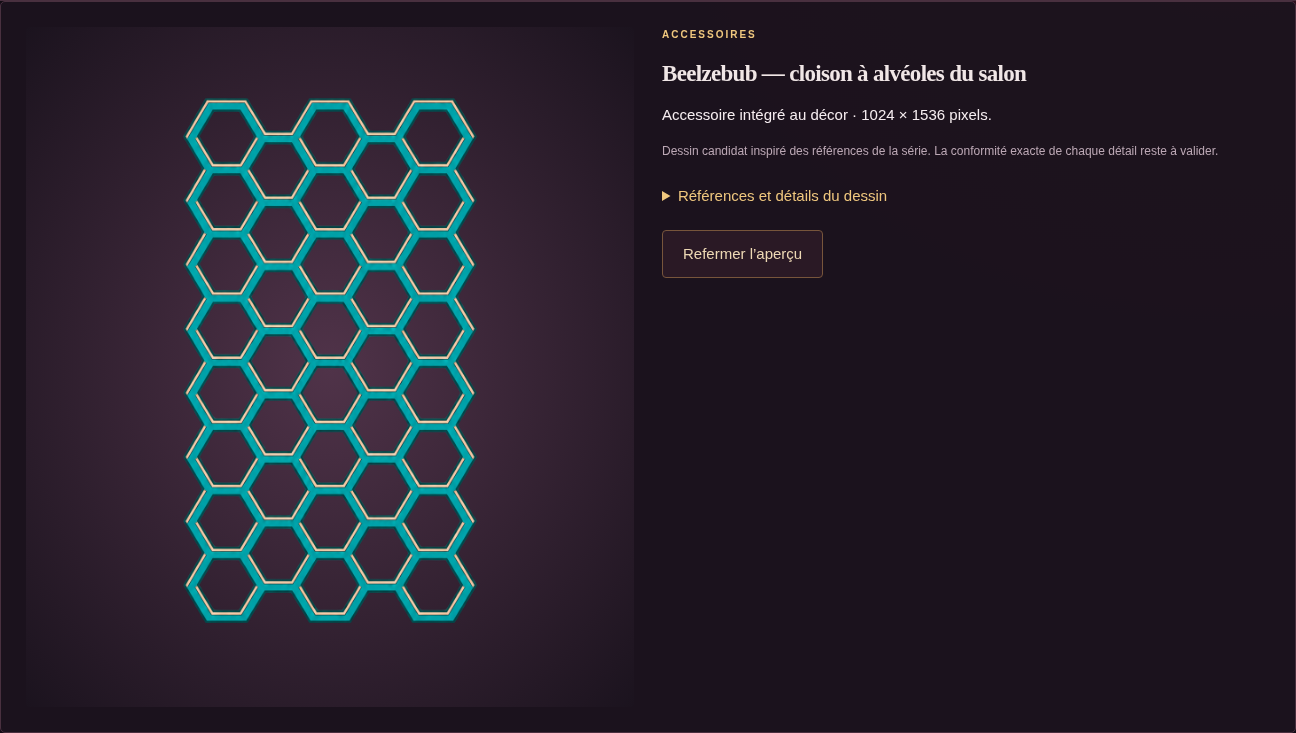 ACCESSOIRES
Beelzebub — cloison à alvéoles du salon
Accessoire intégré au décor · 1024 × 1536 pixels.
Dessin candidat inspiré des références de la série. La conformité exacte de chaque détail reste à valider.
Références et détails du dessin
Refermer l’aperçu